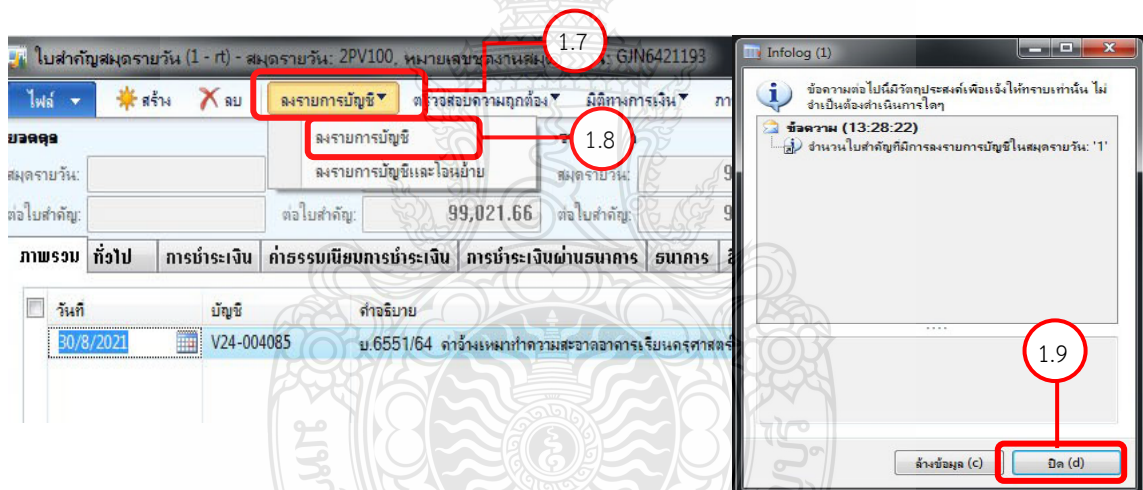 1.7
ใบสำคัญสมุดรายวัน (1 - rt) - สมุดรายวัน: 2PV100, GJN6421193
ไฟล์ สร้าง ลบ ลงรายการบัญชี ตรวจสอบความถูกต้อง มิติทางการเงิน
ยอดดุล
ลงรายการบัญชี
1.8
สมุดรายวัน: ลงรายการบัญชีและโอนย้าย สมุดรายวัน: 9
ต่อใบสำคัญ: ต่อใบสำคัญ: 99,021.66 ต่อใบสำคัญ: 9
ภาพรวม ทั่วไป การชำระเงิน ค่าธรรมเนียมการชำระเงิน การชำระเงินผ่านธนาคาร ธนาคาร
วันที่ บัญชี คำอธิบาย
30/8/2021 V24-004085 บ.6551/64 ค่าจ้างเหมาทำความสะอาดอาคารเรียนครุศาสตร์
Infolog (1)
ข้อความต่อไปนี้มีวัตถุประสงค์เพื่อแจ้งให้ทราบเท่านั้น ไม่
จำเป็นต้องดำเนินการใดๆ
ข้อความ (13:28:22)
จำนวนใบสำคัญที่มีการลงรายการบัญชีในสมุดรายวัน: '1'
1.9
ล้างข้อมูล (c) ปิด (d)